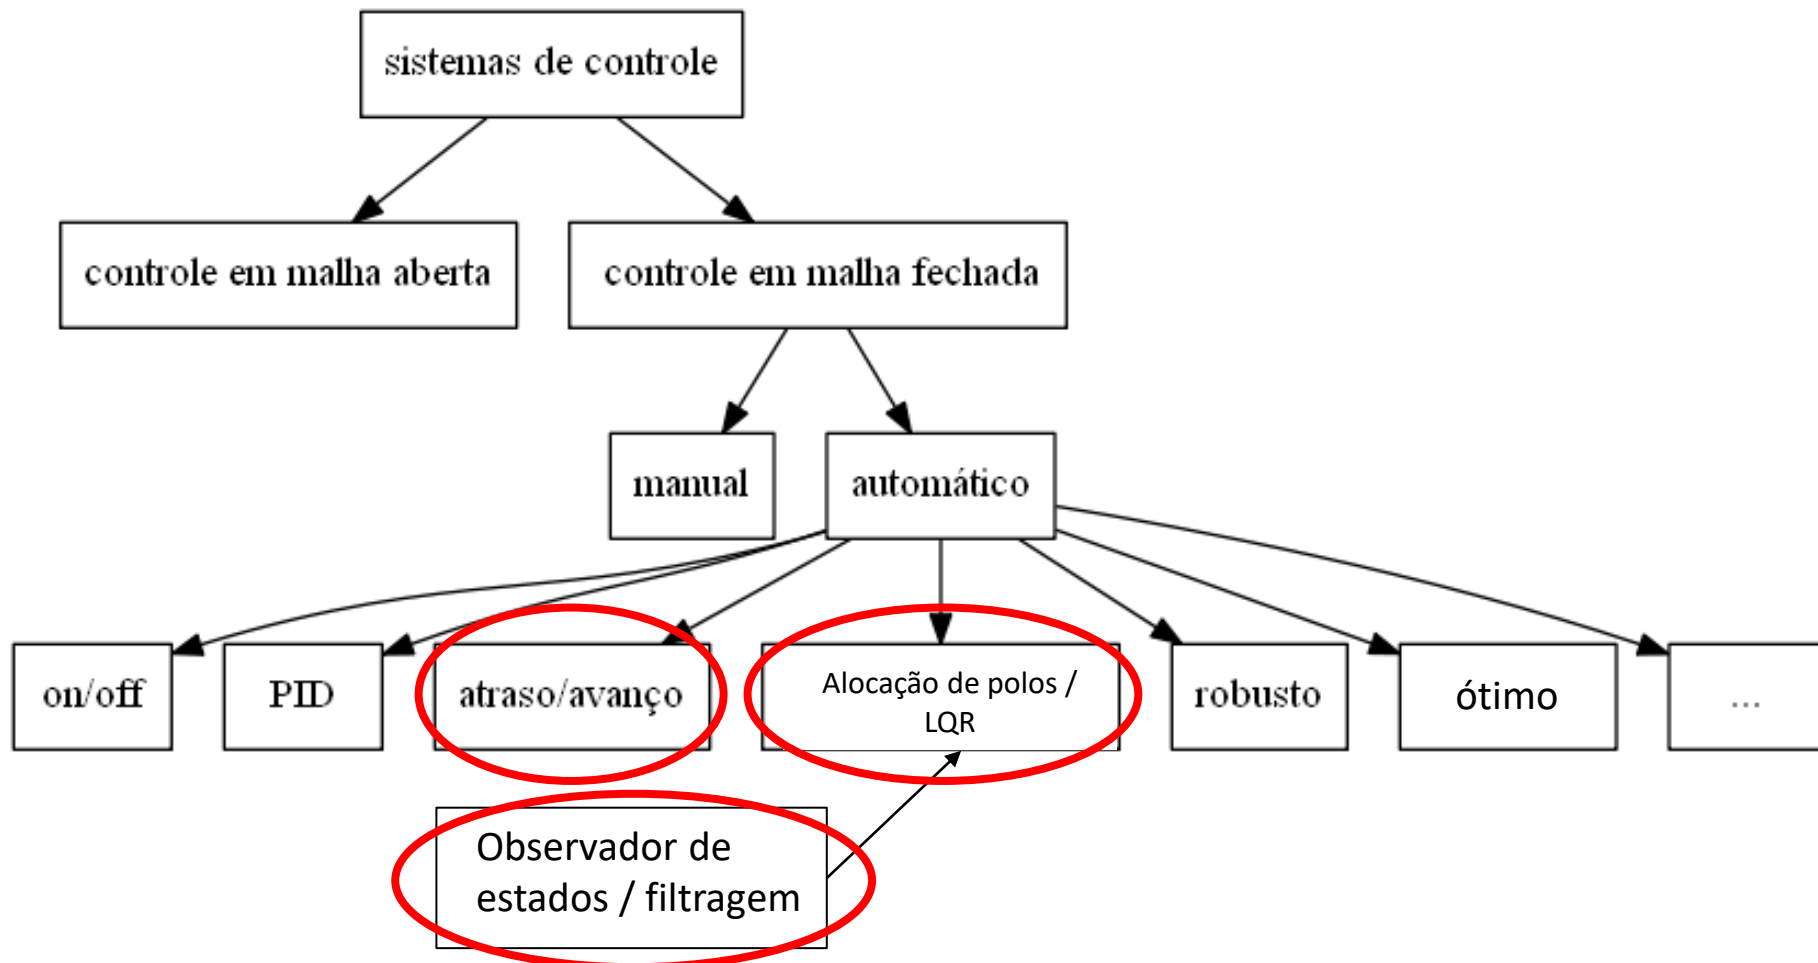 sistemas de controle
controle em malha aberta
controle em malha fechada
manual
automático
on/off
PID
atraso/avanço
Alocação de polos /
LQR
robusto
ótimo
...
Observador de
estados / filtragem